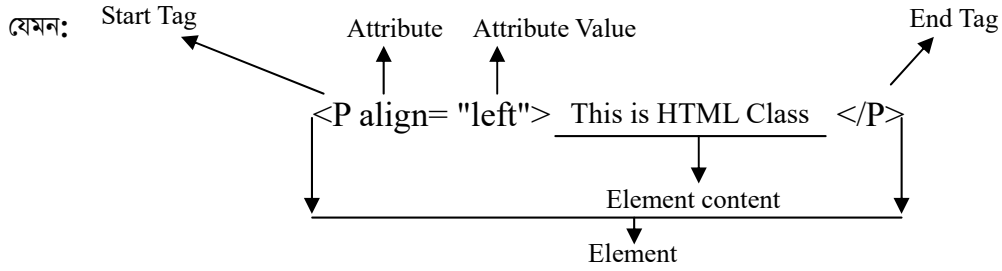 যেমন: Start Tag
Attribute Attribute Value
End Tag
<P align= "left"> This is HTML Class </P>
Element content
Element